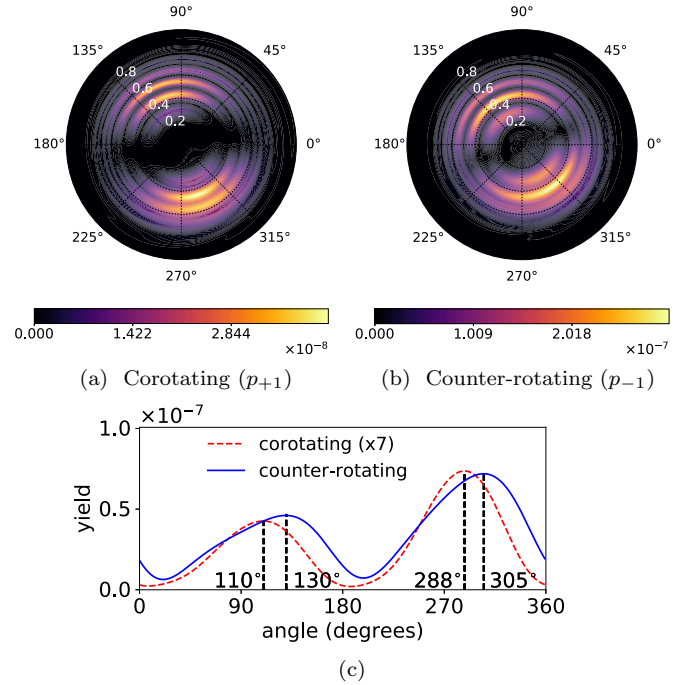 90° 90°
135° 45° 135° 45°
0.8 0.8
0.6 0.6
0.4 0.4
0.2 0.2
180° 0° 180° 0°
225° 315° 225° 315°
270° 270°
0.000 1.422 2.844 0.000 1.009 2.018
×10⁻⁸ ×10⁻⁷
(a) Corotating (p₊₁) (b) Counter-rotating (p₋₁)
×10⁻⁷
1.0
corotating (x7)
counter-rotating
yield
0.5
110° 130° 288° 305°
0.0
0 90 180 270 360
angle (degrees)
(c)